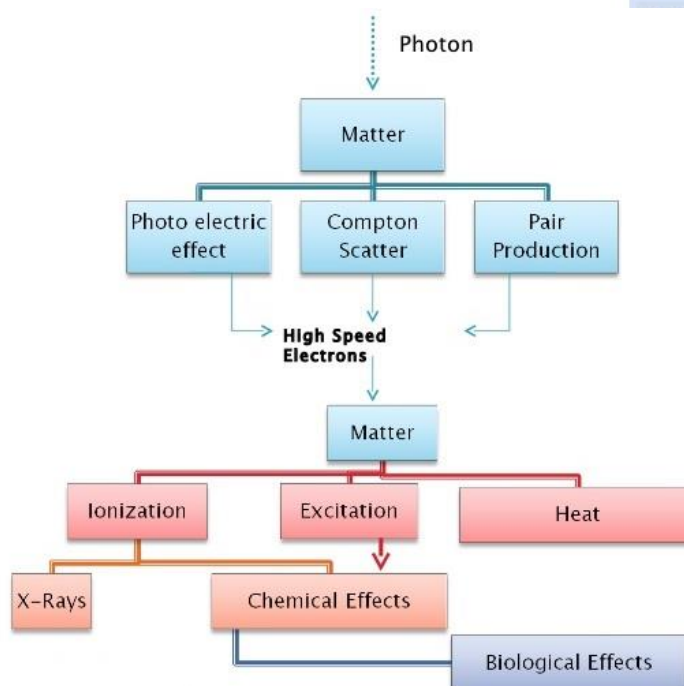 Photon
Matter
Photo electric
effect
Compton
Scatter
Pair
Production
High Speed
Electrons
Matter
Ionization
Excitation
Heat
X-Rays
Chemical Effects
Biological Effects